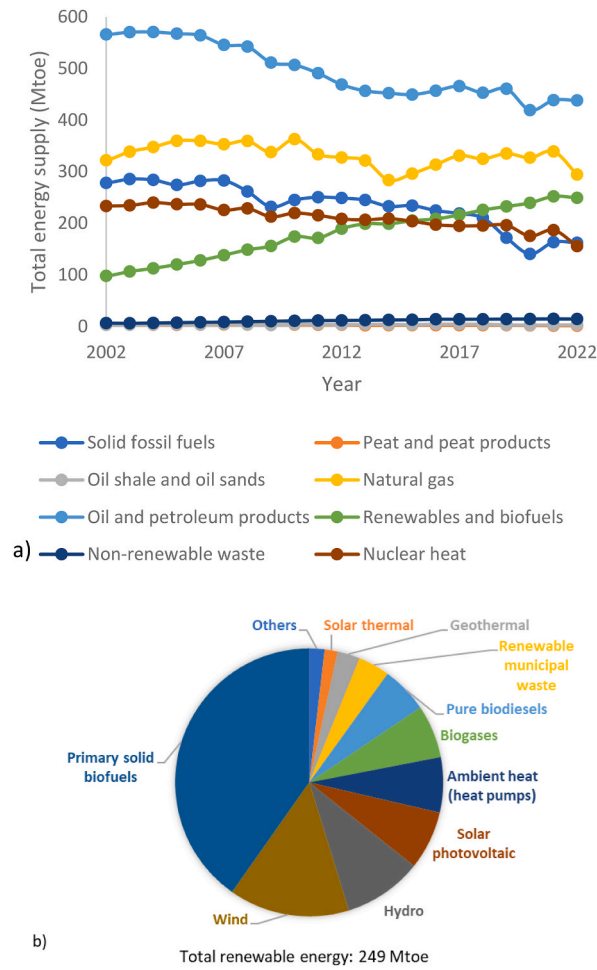 600
500
400
300
200
100
0
Total energy supply (Mtoe)
2002 2007 2012 2017 2022
Year
Solid fossil fuels Peat and peat products
Oil shale and oil sands Natural gas
Oil and petroleum products Renewables and biofuels
Non-renewable waste Nuclear heat
a)
Others
Solar thermal
Geothermal
Renewable
municipal
waste
Pure biodiesels
Biogases
Ambient heat
(heat pumps)
Solar
photovoltaic
Hydro
Wind
Primary solid
biofuels
b)
Total renewable energy: 249 Mtoe